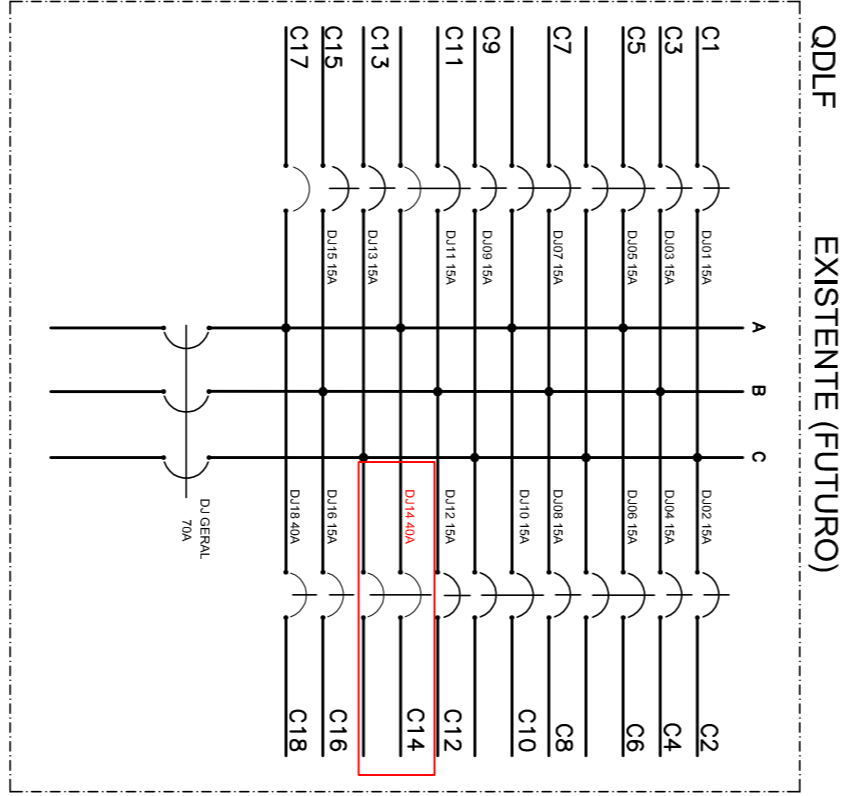 QDLF
EXISTENTE (FUTURO)
C1
C3
C5
C7
C9
C11
C13
C15
C17
DJ01 15A
DJ03 15A
DJ05 15A
DJ07 15A
DJ09 15A
DJ11 15A
DJ13 15A
DJ15 15A
A
B
C
DJ02 15A
DJ04 15A
DJ06 15A
DJ08 15A
DJ10 15A
DJ12 15A
DJ14 40A
DJ16 15A
DJ18 40A
DJ GERAL
70A
C2
C4
C6
C8
C10
C12
C14
C16
C18